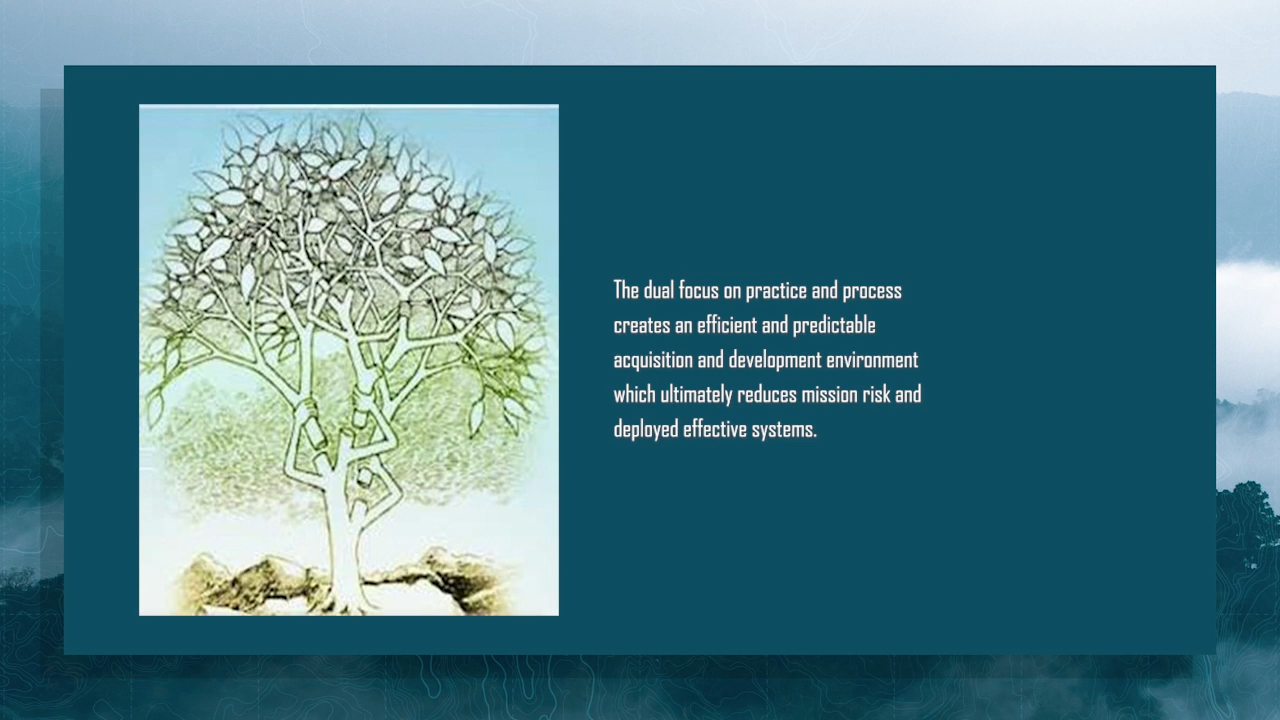 The dual focus on practice and process
creates an efficient and predictable
acquisition and development environment
which ultimately reduces mission risk and
deployed effective systems.